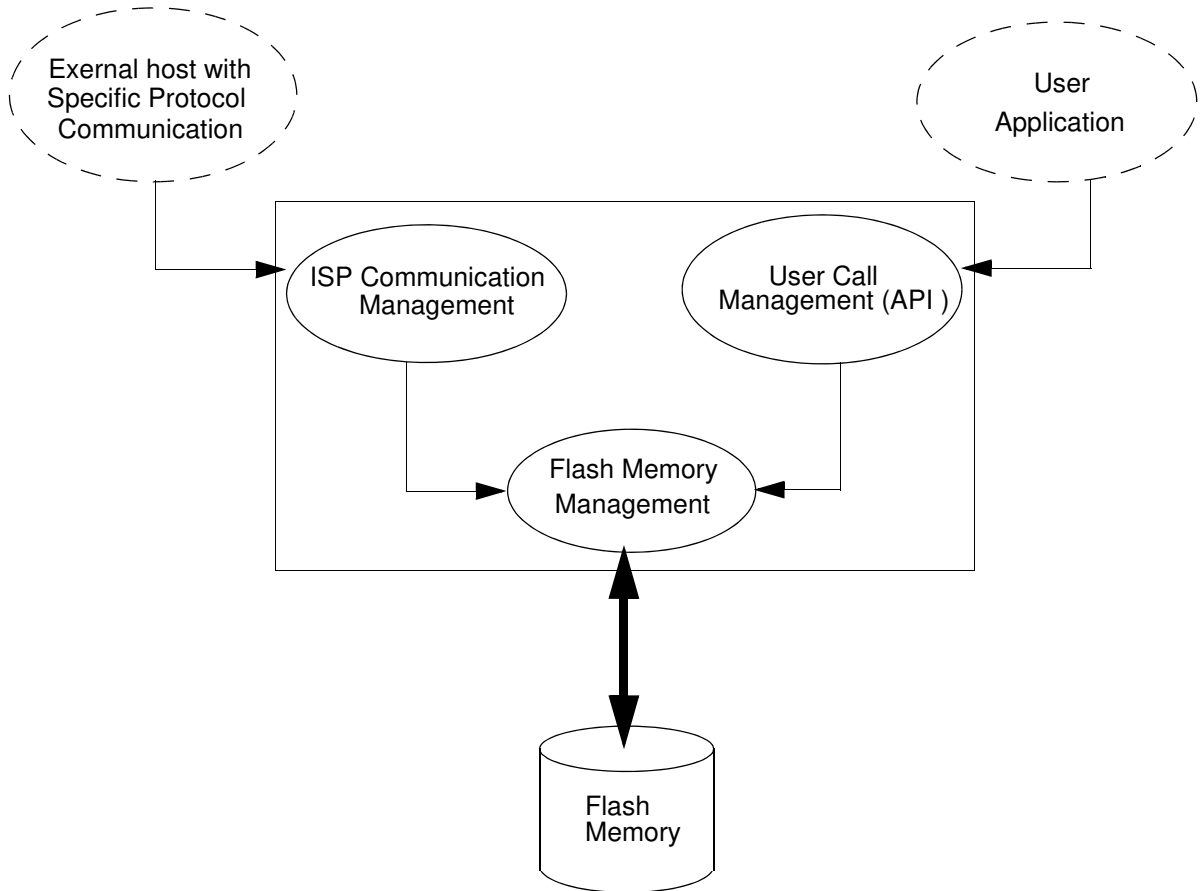 Exernal host with
Specific Protocol
Communication
User
Application
ISP Communication
Management
User Call
Management (API )
Flash Memory
Management
Flash
Memory